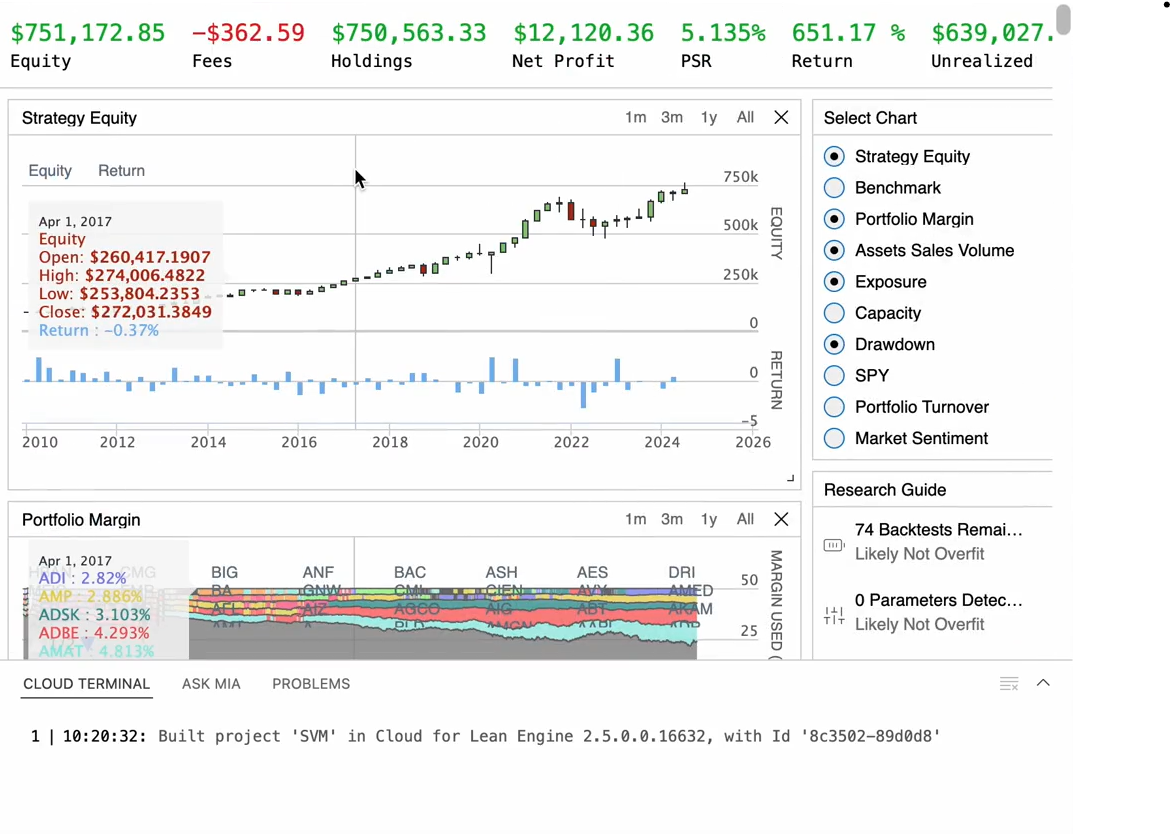 $751,172.85 -$362.59 $750,563.33 $12,120.36 5.135% 651.17 % $639,027.
Equity Fees Holdings Net Profit PSR Return Unrealized
Strategy Equity 1m 3m 1y All
Equity Return
750k
500k
250k
0
EQUITY
Apr 1, 2017
Equity
Open: $260,417.1907
High: $274,006.4822
Low: $253,804.2353
Close: $272,031.3849
Return : -0.37%
0
-5
RETURN
2010 2012 2014 2016 2018 2020 2022 2024 2026
Select Chart
Strategy Equity
Benchmark
Portfolio Margin
Assets Sales Volume
Exposure
Capacity
Drawdown
SPY
Portfolio Turnover
Market Sentiment
Research Guide
74 Backtests Remai...
Likely Not Overfit
0 Parameters Detec...
Likely Not Overfit
Portfolio Margin 1m 3m 1y All
Apr 1, 2017
ADI : 2.82%
AMP : 2.886%
ADSK : 3.103%
ADBE : 4.293%
AMAT : 4.813%
CMG BIG ANF BAC ASH AES DRI
BA GNW CMA CIEN AVY AMED
AFL AIZ AGCO AIG ABT AKAM
50
25
MARGIN USED (
CLOUD TERMINAL ASK MIA PROBLEMS
1 | 10:20:32: Built project 'SVM' in Cloud for Lean Engine 2.5.0.0.16632, with Id '8c3502-89d0d8'